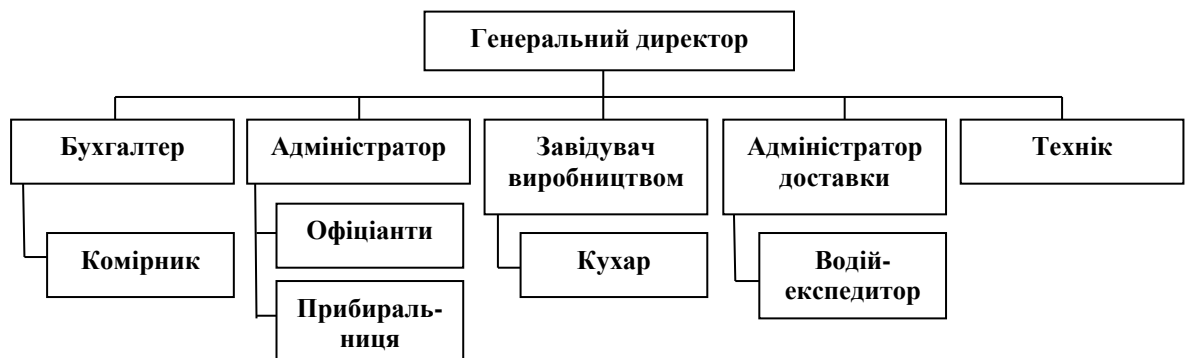 Генеральний директор
Бухгалтер
Адміністратор
Завідувач
виробництвом
Адміністратор
доставки
Технік
Комірник
Офіціанти
Прибираль-
ниця
Кухар
Водій-
експедитор